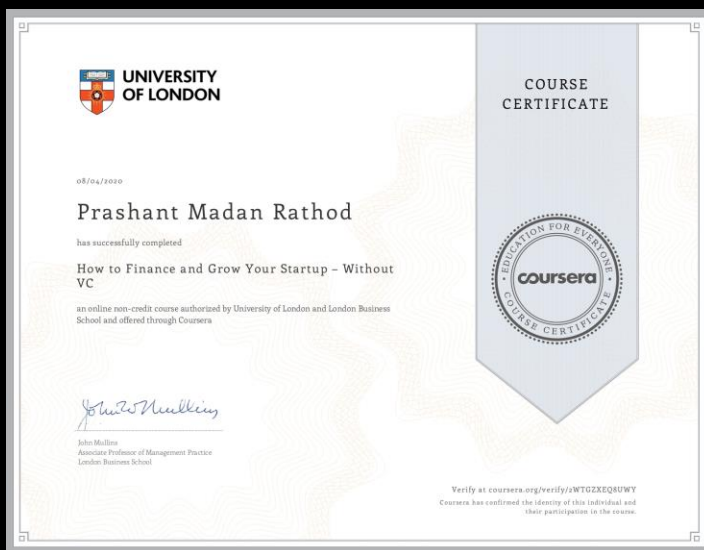 UNIVERSITY
OF LONDON
COURSE
CERTIFICATE
08/04/2020
Prashant Madan Rathod
has successfully completed
How to Finance and Grow Your Startup – Without
VC
an online non-credit course authorized by University of London and London Business
School and offered through Coursera
EDUCATION FOR EVERYONE
coursera
COURSE CERTIFICATE
John W Mullins
John Mullins
Associate Professor of Management Practice
London Business School
Verify at coursera.org/verify/2WTGZXEQ8UWY
Coursera has confirmed the identity of this individual and
their participation in the course.